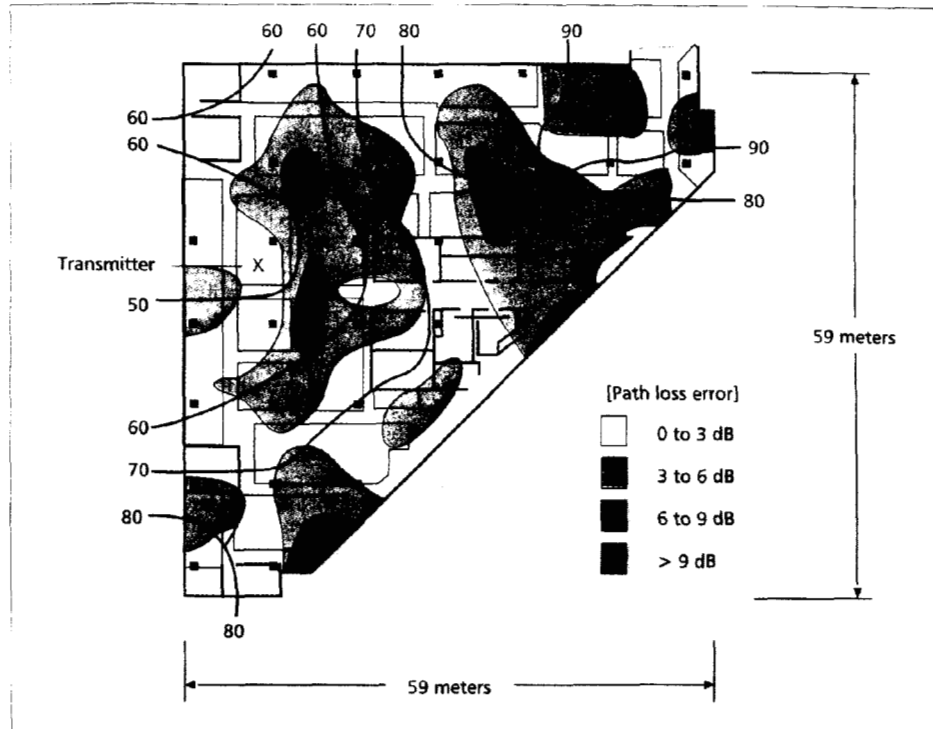 60 60 70 80 90
60
60
90
80
Transmitter X
50
59 meters
[Path loss error]
0 to 3 dB
60
3 to 6 dB
70
6 to 9 dB
80
> 9 dB
80
59 meters